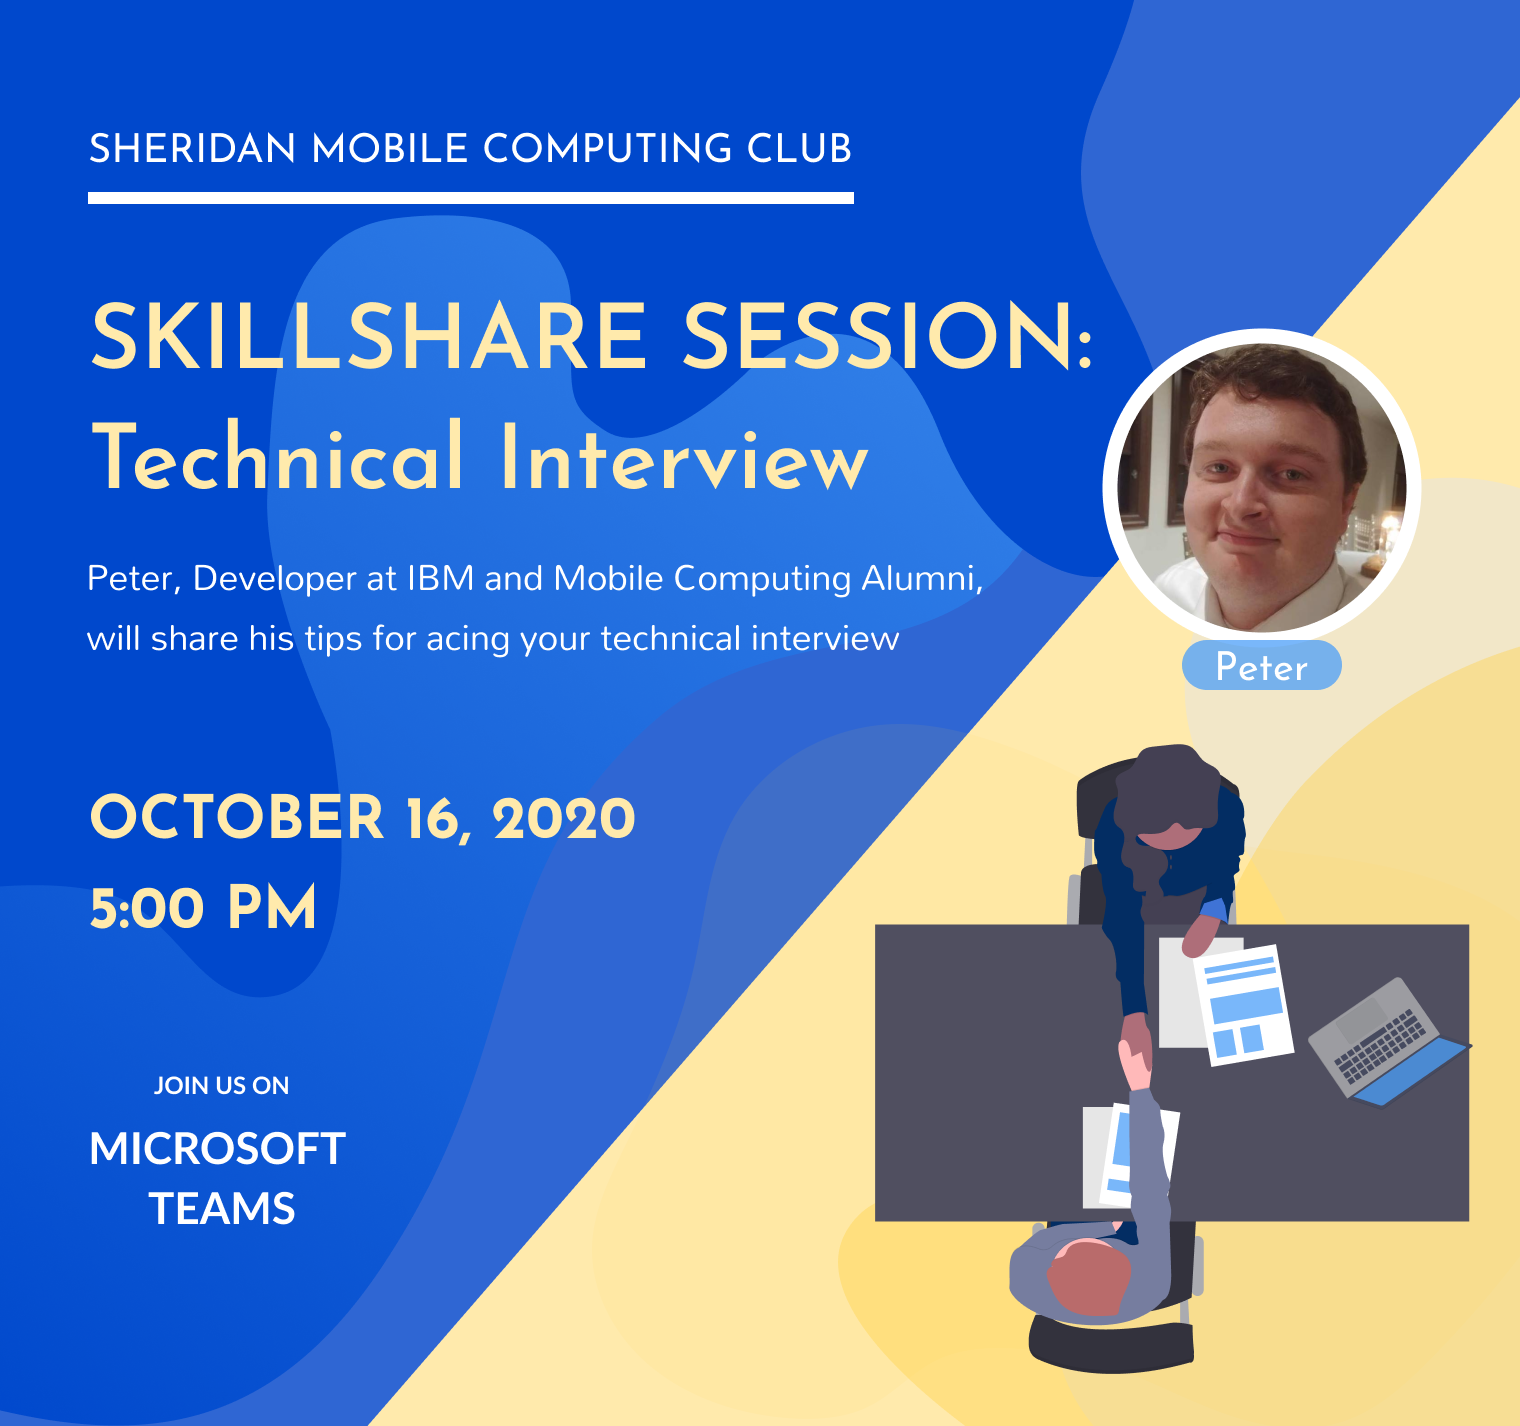 SHERIDAN MOBILE COMPUTING CLUB
SKILLSHARE SESSION:
Technical Interview
Peter, Developer at IBM and Mobile Computing Alumni,
will share his tips for acing your technical interview
Peter
OCTOBER 16, 2020
5:00 PM
JOIN US ON
MICROSOFT
TEAMS